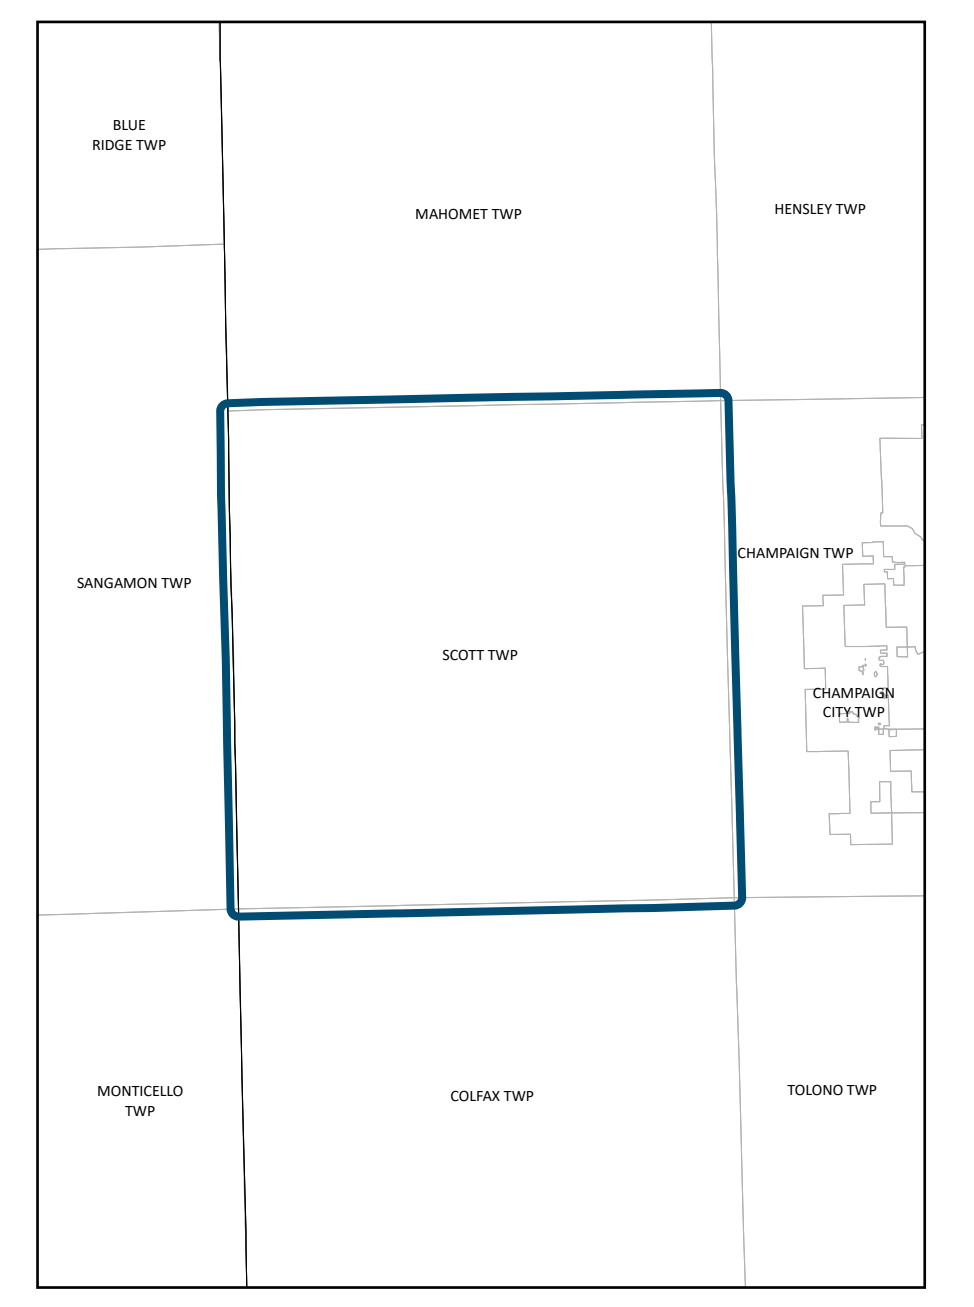 BLUE
RIDGE TWP
MAHOMET TWP
HENSLEY TWP
SANGAMON TWP
CHAMPAIGN TWP
SCOTT TWP
CHAMPAIGN
CITY TWP
MONTICELLO
TWP
COLFAX TWP
TOLONO TWP